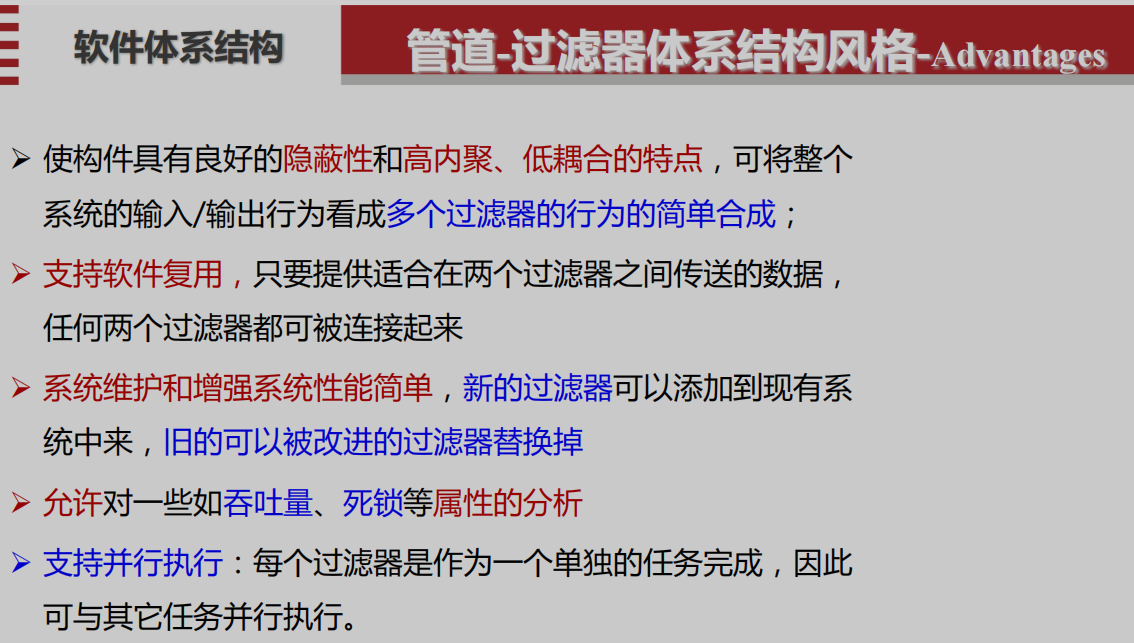 软件体系结构
管道-过滤器体系结构风格-Advantages
使构件具有良好的隐蔽性和高内聚、低耦合的特点，可将整个
系统的输入/输出行为看成多个过滤器的行为的简单合成；
支持软件复用，只要提供适合在两个过滤器之间传送的数据，
任何两个过滤器都可被连接起来
系统维护和增强系统性能简单，新的过滤器可以添加到现有系
统中来，旧的可以被改进的过滤器替换掉
允许对一些如吞吐量、死锁等属性的分析
支持并行执行：每个过滤器是作为一个单独的任务完成，因此
可与其它任务并行执行。